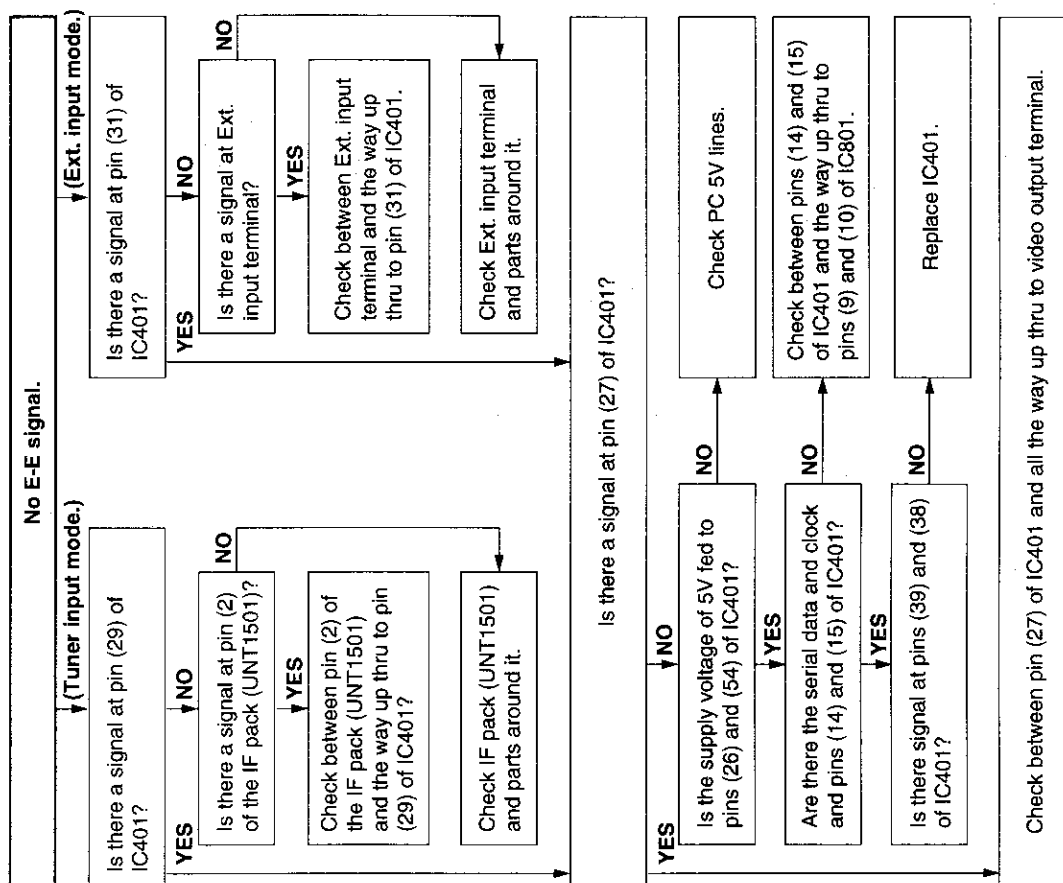 No E-E signal.
(Tuner input mode.)
Is there a signal at pin (29) of
IC401?
YES
NO
Is there a signal at pin (2)
of the IF pack (UNT1501)?
NO
YES
Check between pin (2) of
the IF pack (UNT1501)
and the way up thru to pin
(29) of IC401?
Check IF pack (UNT1501)
and parts around it.
(Ext. input mode.)
Is there a signal at pin (31) of
IC401?
YES
NO
Is there a signal at Ext.
input terminal?
NO
YES
Check between Ext. input
terminal and the way up
thru to pin (31) of IC401.
Check Ext. input terminal
and parts around it.
Is there a signal at pin (27) of IC401?
YES
NO
Is the supply voltage of 5V fed to
pins (26) and (54) of IC401?
NO
Check PC 5V lines.
YES
Are there the serial data and clock
and pins (14) and (15) of IC401?
NO
Check between pins (14) and (15)
of IC401 and the way up thru to
pins (9) and (10) of IC801.
YES
Is there signal at pins (39) and (38)
of IC401?
NO
Replace IC401.
Check between pin (27) of IC401 and all the way up thru to video output terminal.